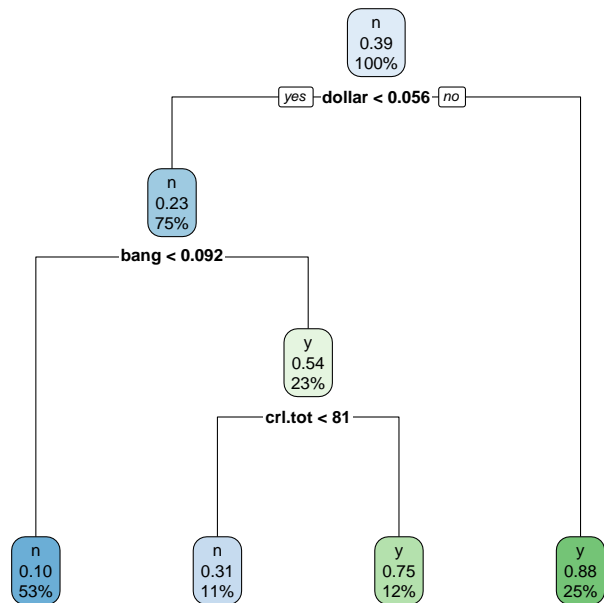 n
0.39
100%
yes dollar < 0.056 no
n
0.23
75%
bang < 0.092
y
0.54
23%
crl.tot < 81
n
0.10
53%
n
0.31
11%
y
0.75
12%
y
0.88
25%